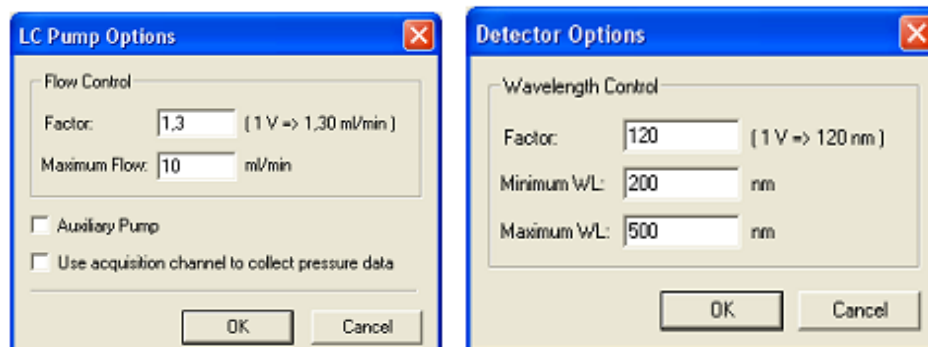 LC Pump Options
Flow Control
Factor: 1,3 ( 1 V => 1,30 ml/min )
Maximum Flow: 10 ml/min
Auxiliary Pump
Use acquisition channel to collect pressure data
OK Cancel
Detector Options
Wavelength Control
Factor: 120 ( 1 V => 120 nm )
Minimum WL: 200 nm
Maximum WL: 500 nm
OK Cancel